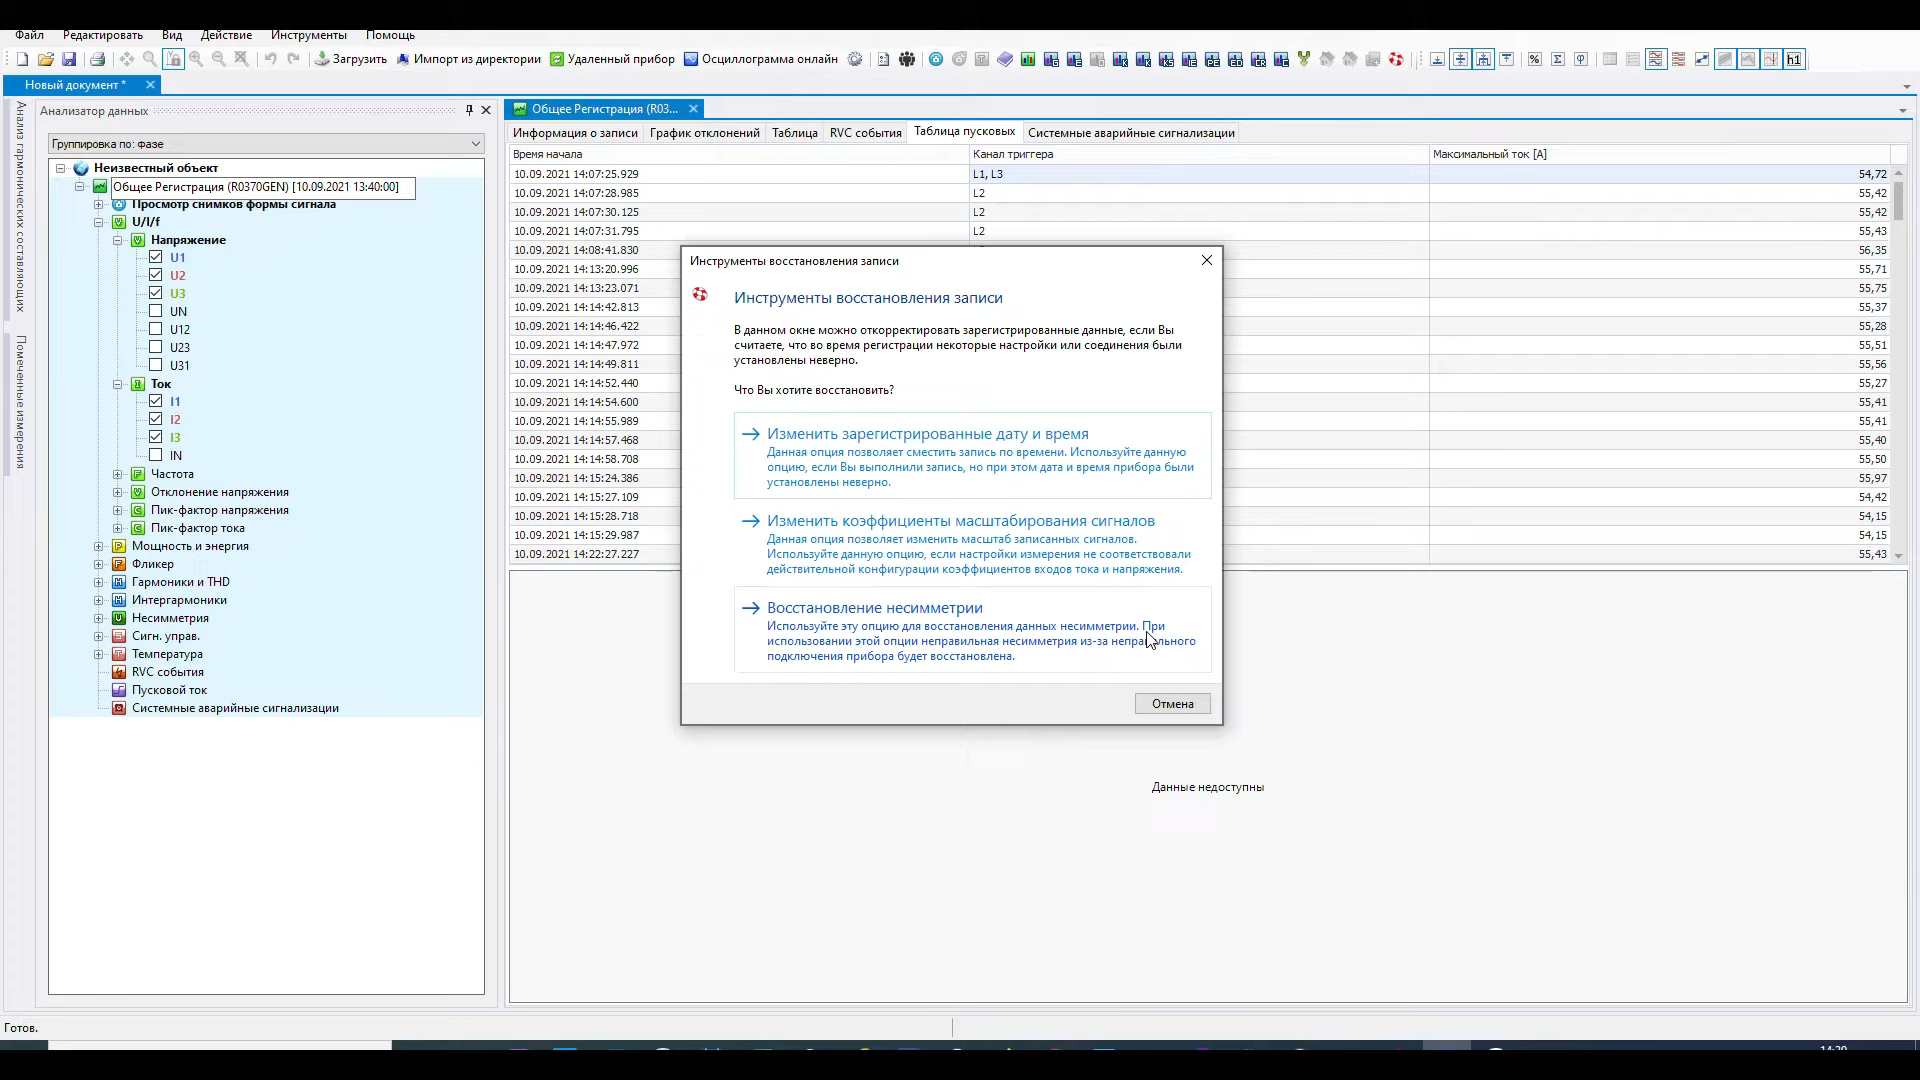 Файл Редактировать Вид Действие Инструменты Помощь
Загрузить Импорт из директории Удаленный прибор Осциллограмма онлайн
Новый документ *
Анализ гармонических составляющих
Помеченные измерения
Анализатор данных
Группировка по: фазе
Неизвестный объект
Общее Регистрация (R0370GEN) [10.09.2021 13:40:00]
Просмотр снимков формы сигнала
U/I/f
Напряжение
U1
U2
U3
UN
U12
U23
U31
Ток
I1
I2
I3
IN
Частота
Отклонение напряжения
Пик-фактор напряжения
Пик-фактор тока
Мощность и энергия
Фликер
Гармоники и THD
Интергармоники
Несимметрия
Сигн. управ.
Температура
RVC события
Пусковой ток
Системные аварийные сигнализации
Общее Регистрация (R03...
Информация о записи График отклонений Таблица RVC события Таблица пусковых Системные аварийные сигнализации
Время начала Канал триггера Максимальный ток [A]
10.09.2021 14:07:25.929 L1, L3 54,72
10.09.2021 14:07:28.985 L2 55,42
10.09.2021 14:07:30.125 L2 55,42
10.09.2021 14:07:31.795 L2 55,43
10.09.2021 14:08:41.830 56,35
10.09.2021 14:13:20.996 55,71
10.09.2021 14:13:23.071 55,75
10.09.2021 14:14:42.813 55,37
10.09.2021 14:14:46.422 55,28
10.09.2021 14:14:47.972 55,51
10.09.2021 14:14:49.811 55,56
10.09.2021 14:14:52.440 55,27
10.09.2021 14:14:54.600 55,41
10.09.2021 14:14:55.989 55,41
10.09.2021 14:14:57.468 55,40
10.09.2021 14:14:58.708 55,50
10.09.2021 14:15:24.386 55,97
10.09.2021 14:15:27.109 54,42
10.09.2021 14:15:28.718 54,15
10.09.2021 14:15:29.987 54,15
10.09.2021 14:22:27.227 55,43
Инструменты восстановления записи
Инструменты восстановления записи
В данном окне можно откорректировать зарегистрированные данные, если Вы
считаете, что во время регистрации некоторые настройки или соединения были
установлены неверно.
Что Вы хотите восстановить?
Изменить зарегистрированные дату и время
Данная опция позволяет сместить запись по времени. Используйте данную
опцию, если Вы выполнили запись, но при этом дата и время прибора были
установлены неверно.
Изменить коэффициенты масштабирования сигналов
Данная опция позволяет изменить масштаб записанных сигналов.
Используйте данную опцию, если настройки измерения не соответствовали
действительной конфигурации коэффициентов входов тока и напряжения.
Восстановление несимметрии
Используйте эту опцию для восстановления данных несимметрии. При
использовании этой опции неправильная несимметрия из-за неправильного
подключения прибора будет восстановлена.
Отмена
Данные недоступны
Готов.